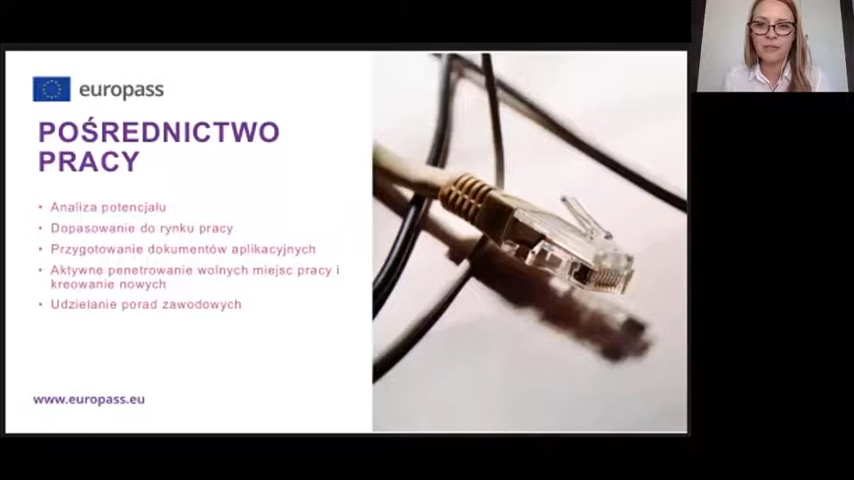 europass
POŚREDNICTWO
PRACY
• Analiza potencjału
• Dopasowanie do rynku pracy
• Przygotowanie dokumentów aplikacyjnych
• Aktywne penetrowanie wolnych miejsc pracy i
kreowanie nowych
• Udzielanie porad zawodowych
www.europass.eu